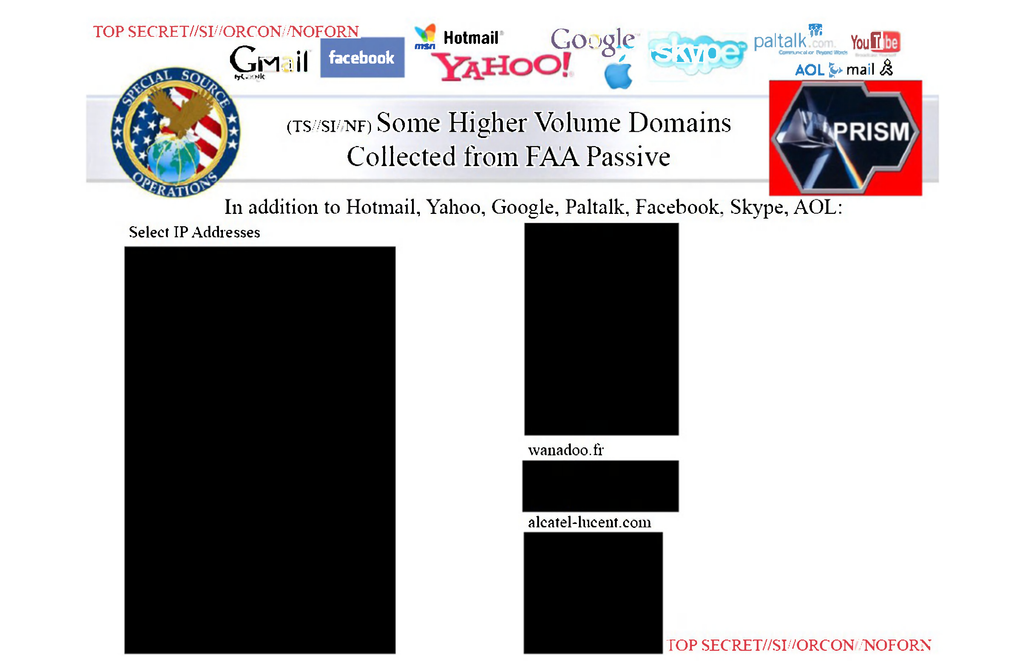 TOP SECRET//SI//ORCON//NOFORN
Gmail
facebook
msn Hotmail
YAHOO!
Google
skype
paltalk.com
YouTube
AOL mail
SPECIAL SOURCE OPERATIONS
(TS//SI//NF) Some Higher Volume Domains
Collected from FAA Passive
PRISM
In addition to Hotmail, Yahoo, Google, Paltalk, Facebook, Skype, AOL:
Select IP Addresses
wanadoo.fr
alcatel-lucent.com
TOP SECRET//SI//ORCON//NOFORN